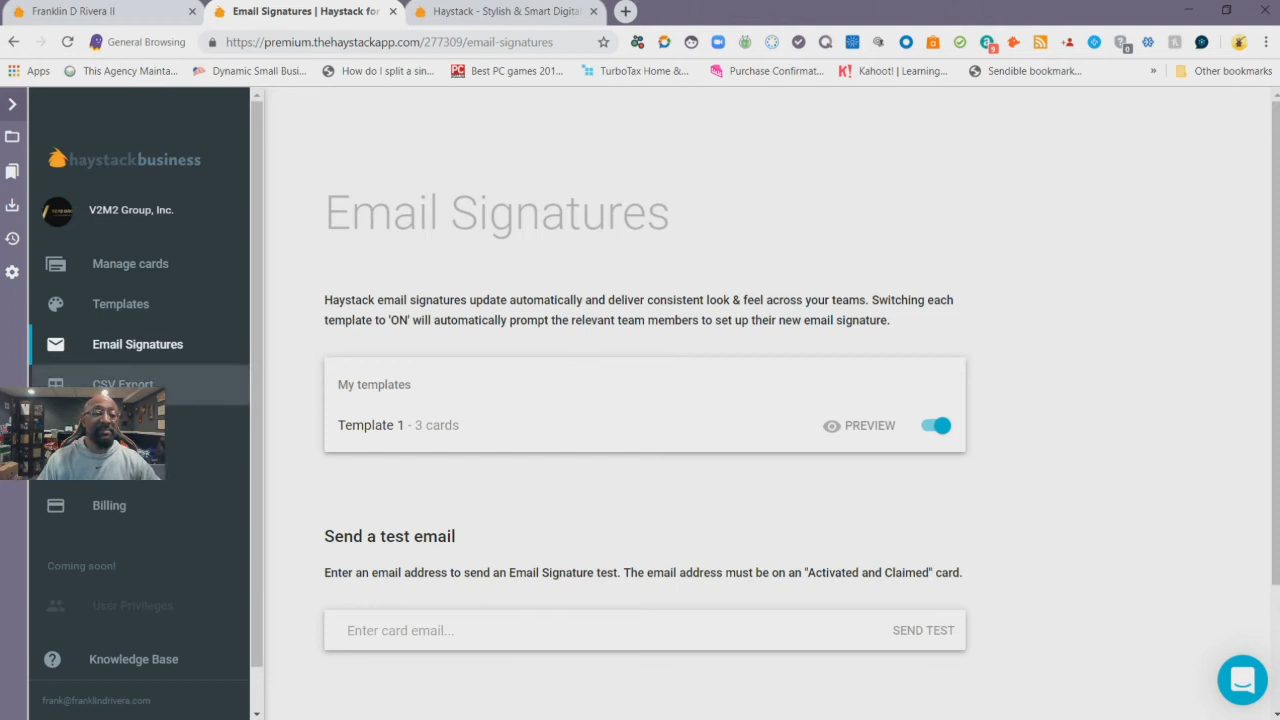 Franklin D Rivera II
Email Signatures | Haystack for
Haystack - Stylish & Smart Digital
General Browsing
https://premium.thehaystackapp.com/277309/email-signatures
Apps
This Agency Mainta...
Dynamic Small Busi...
How do I split a sin...
Best PC games 201...
TurboTax Home &...
Purchase Confirmat...
Kahoot! | Learning...
Sendible bookmark...
»
Other bookmarks
haystackbusiness
V2M2 Group, Inc.
Manage cards
Templates
Email Signatures
CSV Export
Billing
Coming soon!
User Privileges
Knowledge Base
frank@franklindrivera.com
Email Signatures
Haystack email signatures update automatically and deliver consistent look & feel across your teams. Switching each
template to 'ON' will automatically prompt the relevant team members to set up their new email signature.
My templates
Template 1 - 3 cards
PREVIEW
Send a test email
Enter an email address to send an Email Signature test. The email address must be on an "Activated and Claimed" card.
Enter card email...
SEND TEST